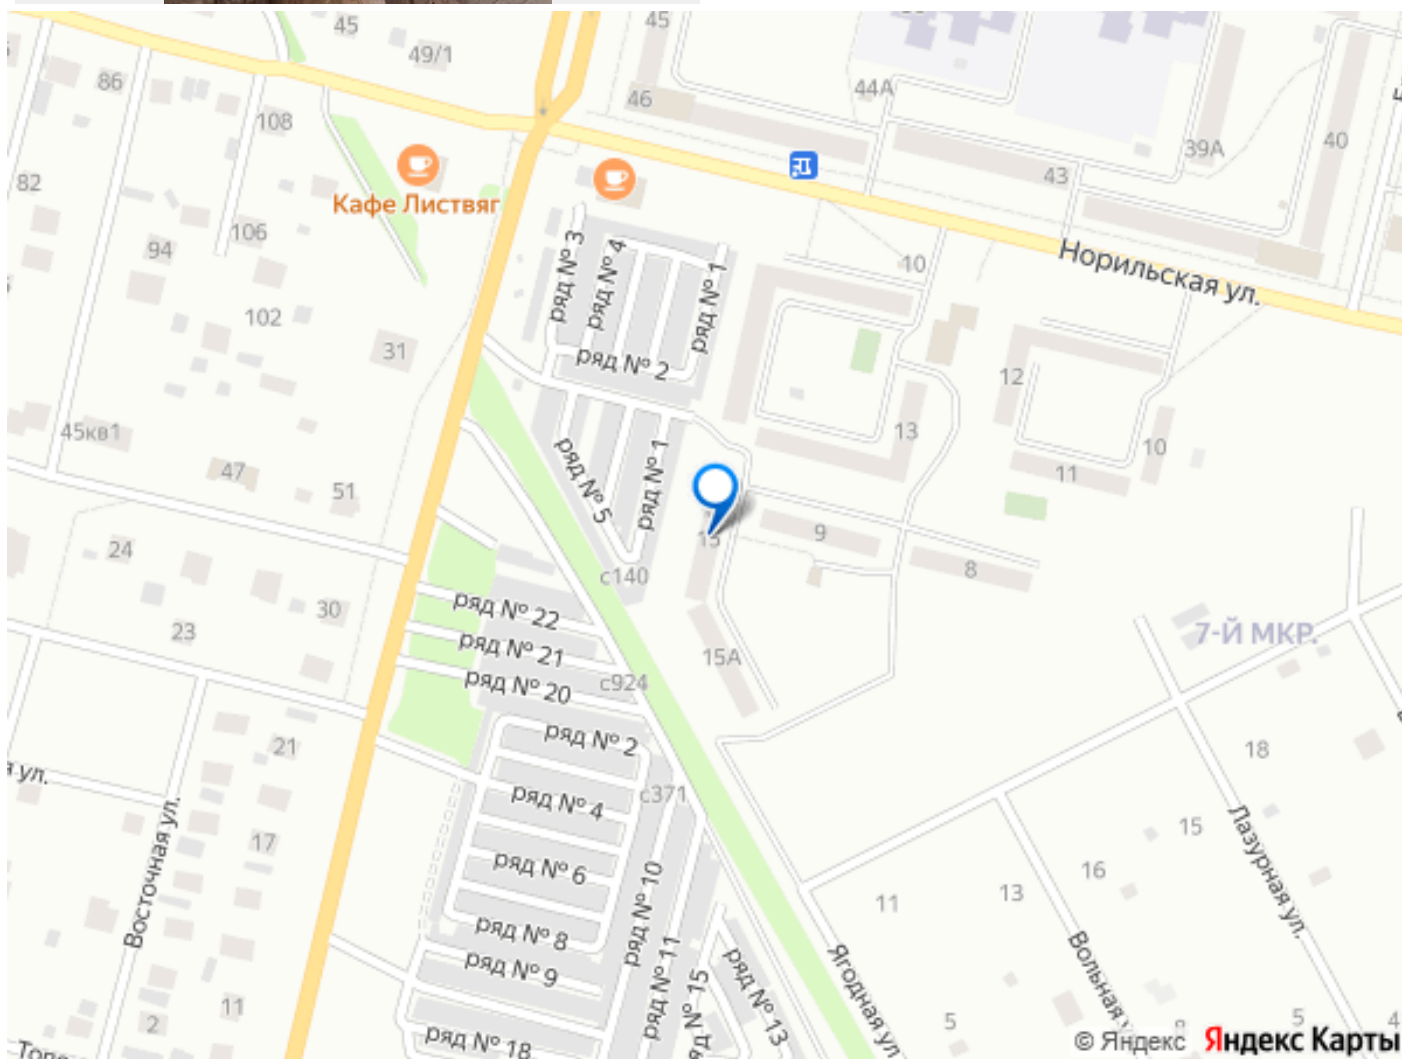 45
45
49/1
86
44А
46
108
40
39А
43
82
Кафе Листвяг
106
94
ряд № 3
ряд № 4
ряд № 1
10
Норильская ул.
102
31
ряд № 2
12
45кв1
13
10
11
47
51
ряд № 5
ряд № 1
9
15
8
24
с140
30
ряд № 22
23
7-Й МКР.
ряд № 21
15А
с924
ряд № 20
21
ряд № 2
18
с371
ряд № 4
15
17
Восточная ул.
Лазурная ул.
ряд № 6
16
13
11
ряд № 10
ряд № 8
ряд № 11
ряд № 9
ряд № 15
ряд № 13
Ягодная ул
Вольная
11
2
5
5
4
ряд № 18
© Яндекс Яндекс Карты